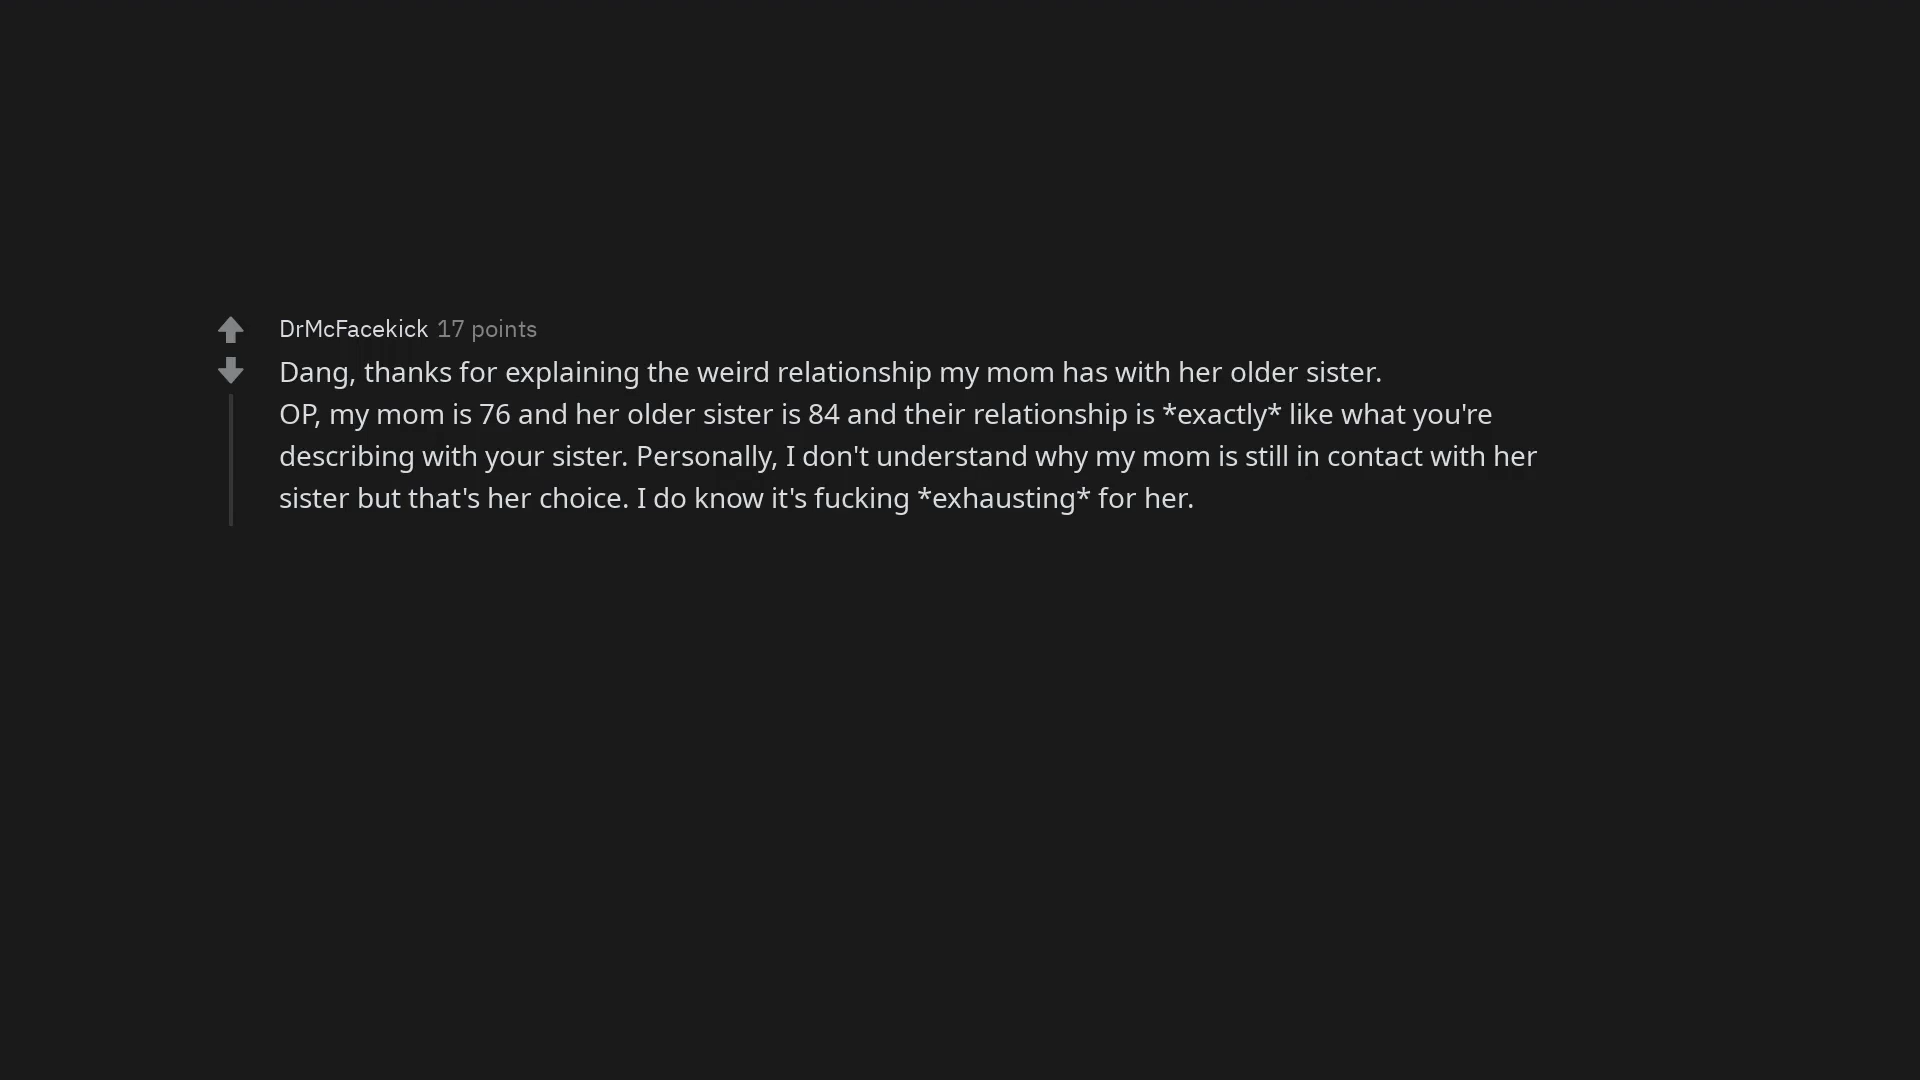 DrMcFacekick 17 points
Dang, thanks for explaining the weird relationship my mom has with her older sister.
OP, my mom is 76 and her older sister is 84 and their relationship is *exactly* like what you're
describing with your sister. Personally, I don't understand why my mom is still in contact with her
sister but that's her choice. I do know it's fucking *exhausting* for her.